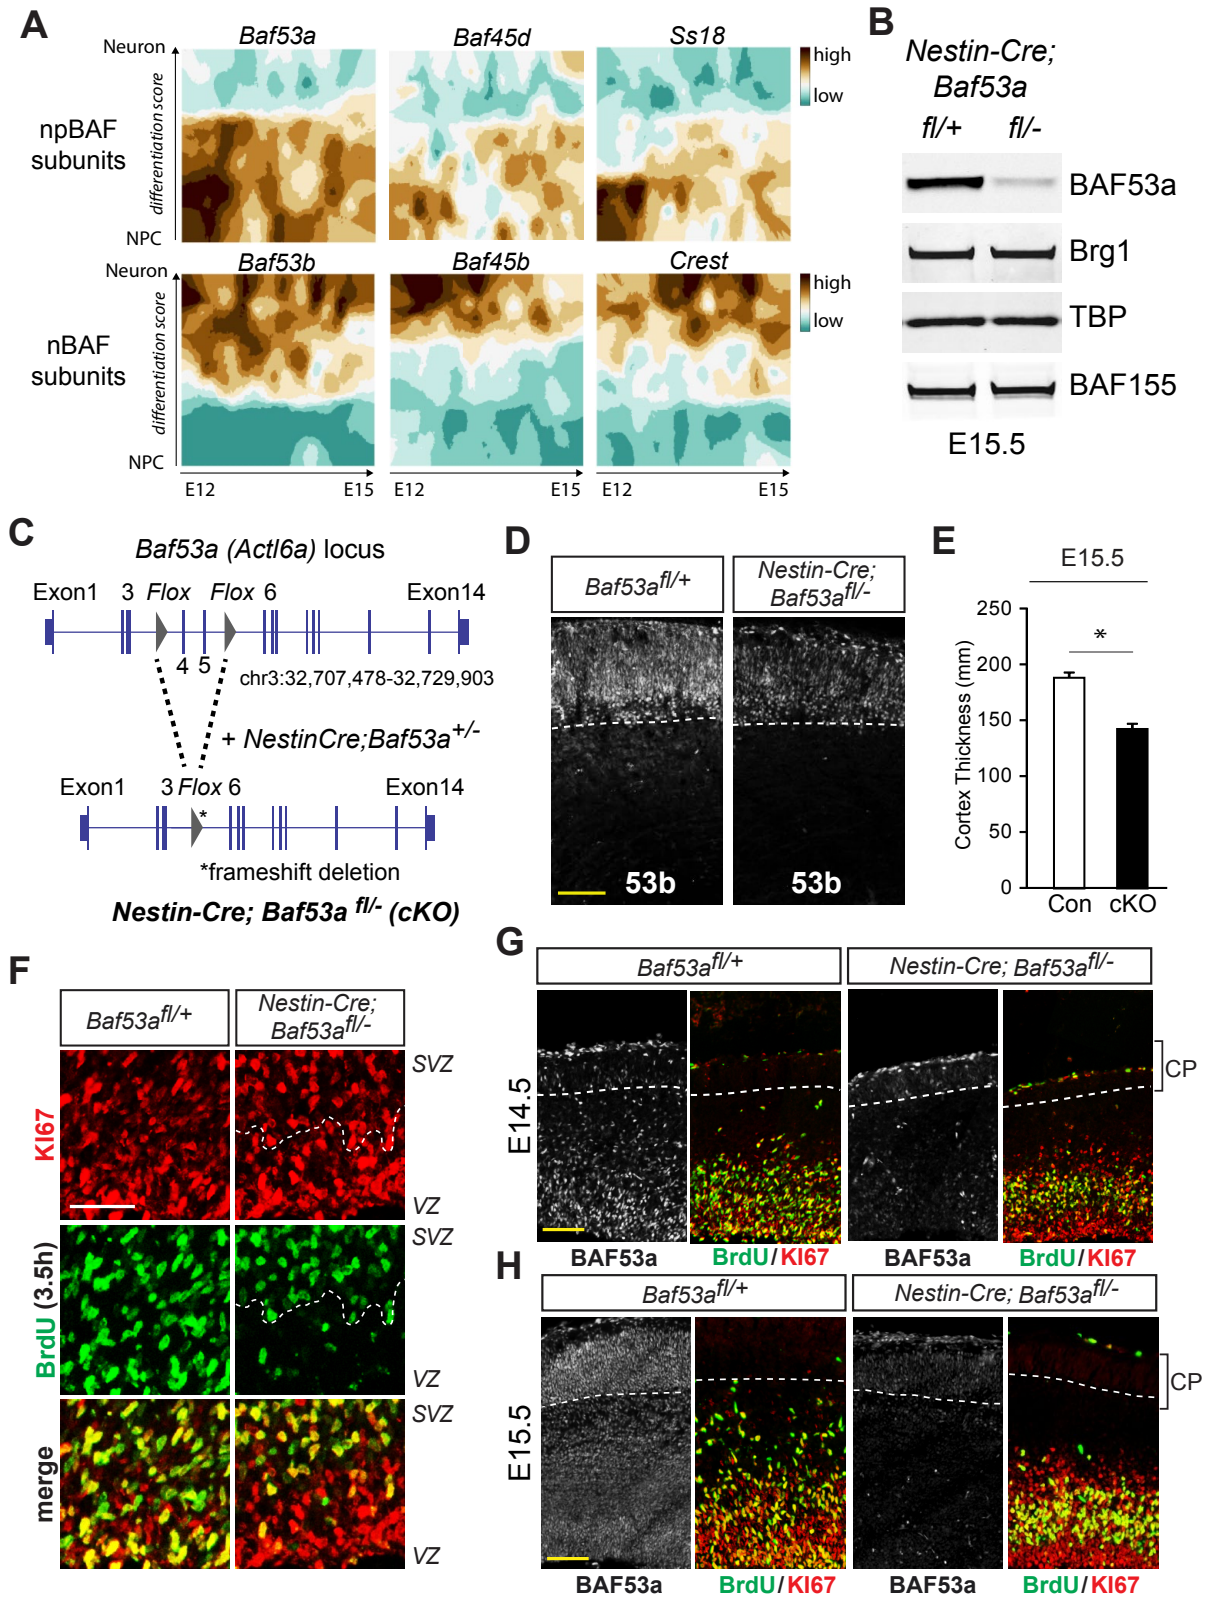 A
Baf53a
Baf45d
Ss18
Neuron
differentiation score
NPC
npBAF
subunits
high
low
Baf53b
Baf45b
Crest
Neuron
differentiation score
NPC
nBAF
subunits
high
low
E12
E15
E12
E15
E12
E15
B
Nestin-Cre;
Baf53a
fl/+
fl/-
BAF53a
Brg1
TBP
BAF155
E15.5
C
Baf53a (Actl6a) locus
Exon1
3
Flox
Flox
6
Exon14
4
5
chr3:32,707,478-32,729,903
+ NestinCre;Baf53a+/-
Exon1
3
Flox
6
Exon14
*
*frameshift deletion
Nestin-Cre; Baf53a fl/- (cKO)
D
Baf53afl/+
Nestin-Cre;
Baf53afl/-
53b
53b
E
E15.5
250
200
150
100
50
0
Cortex Thickness (mm)
*
Con
cKO
F
Baf53afl/+
Nestin-Cre;
Baf53afl/-
KI67
SVZ
VZ
BrdU (3.5h)
SVZ
VZ
merge
SVZ
VZ
G
Baf53afl/+
Nestin-Cre; Baf53afl/-
E14.5
CP
BAF53a
BrdU/KI67
BAF53a
BrdU/KI67
H
Baf53afl/+
Nestin-Cre; Baf53afl/-
E15.5
CP
BAF53a
BrdU/KI67
BAF53a
BrdU/KI67